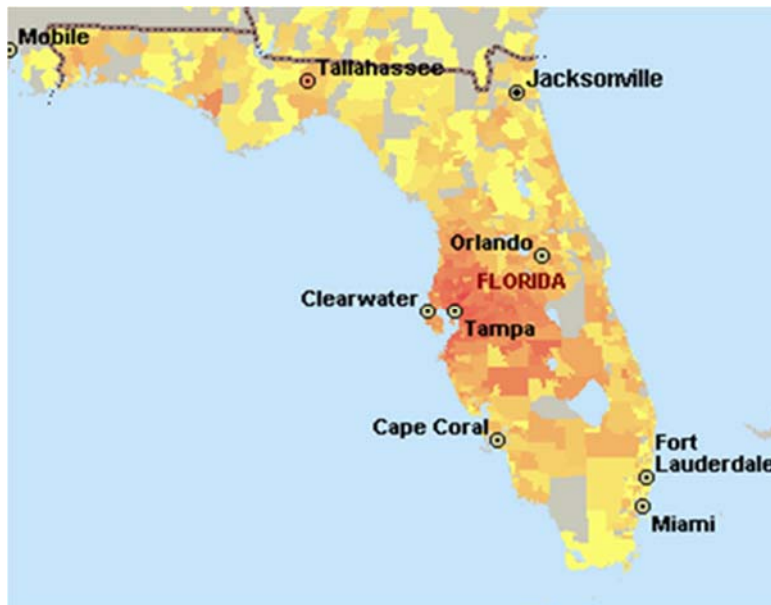 Mobile
Tallahassee
Jacksonville
Orlando
FLORIDA
Clearwater
Tampa
Cape Coral
Fort
Lauderdale
Miami